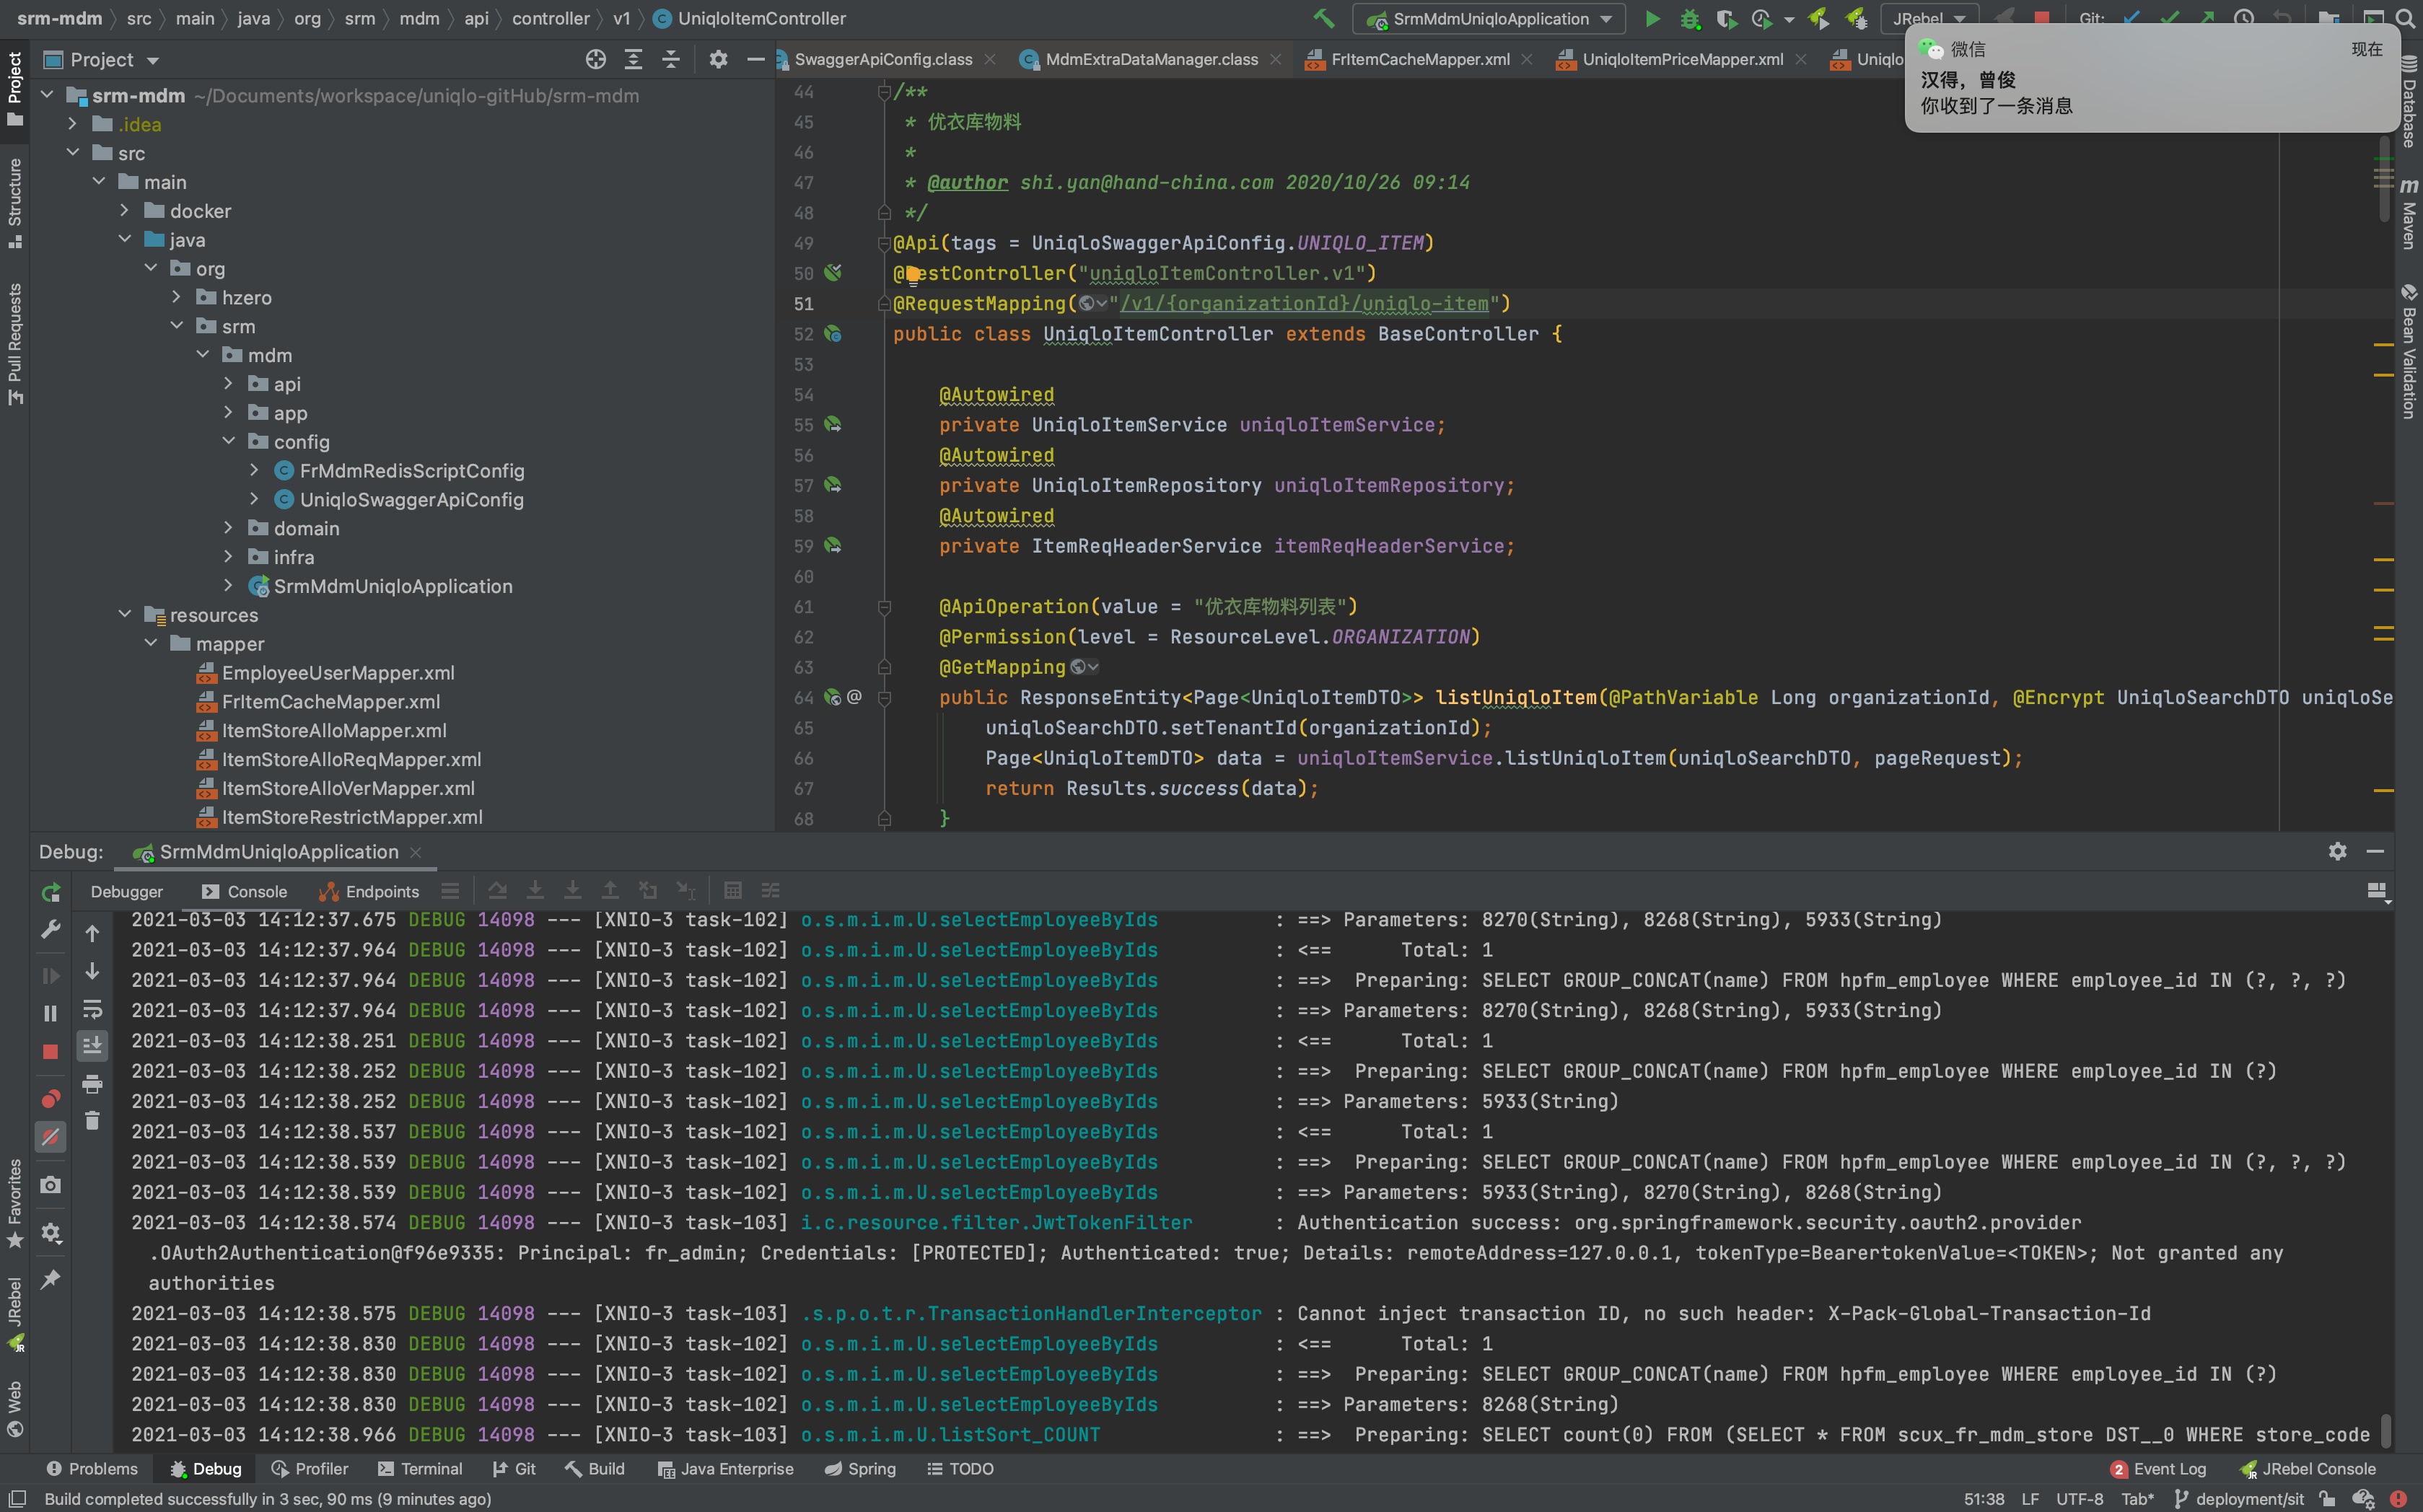 srm-mdm › src › main › java › org › srm › mdm › api › controller › v1 › UniqloItemController
SrmMdmUniqloApplication
JRebel
Git:
微信 现在
汉得，曾俊
你收到了一条消息
Project
SwaggerApiConfig.class
MdmExtraDataManager.class
FrItemCacheMapper.xml
UniqloItemPriceMapper.xml
Uniqlo
Project
Structure
Pull Requests
Favorites
JRebel
Web
Database
Maven
Bean Validation
srm-mdm ~/Documents/workspace/uniqlo-gitHub/srm-mdm
.idea
src
main
docker
java
org
hzero
srm
mdm
api
app
config
FrMdmRedisScriptConfig
UniqloSwaggerApiConfig
domain
infra
SrmMdmUniqloApplication
resources
mapper
EmployeeUserMapper.xml
FrItemCacheMapper.xml
ItemStoreAlloMapper.xml
ItemStoreAlloReqMapper.xml
ItemStoreAlloVerMapper.xml
ItemStoreRestrictMapper.xml
44 /**
45 * 优衣库物料
46 *
47 * @author shi.yan@hand-china.com 2020/10/26 09:14
48 */
49 @Api(tags = UniqloSwaggerApiConfig.UNIQLO_ITEM)
50 @RestController("uniqloItemController.v1")
51 @RequestMapping("/v1/{organizationId}/uniqlo-item")
52 public class UniqloItemController extends BaseController {
53
54 @Autowired
55 private UniqloItemService uniqloItemService;
56 @Autowired
57 private UniqloItemRepository uniqloItemRepository;
58 @Autowired
59 private ItemReqHeaderService itemReqHeaderService;
60
61 @ApiOperation(value = "优衣库物料列表")
62 @Permission(level = ResourceLevel.ORGANIZATION)
63 @GetMapping
64 @ public ResponseEntity<Page<UniqloItemDTO>> listUniqloItem(@PathVariable Long organizationId, @Encrypt UniqloSearchDTO uniqloSe
65 uniqloSearchDTO.setTenantId(organizationId);
66 Page<UniqloItemDTO> data = uniqloItemService.listUniqloItem(uniqloSearchDTO, pageRequest);
67 return Results.success(data);
68 }
Debug: SrmMdmUniqloApplication
Debugger Console Endpoints
2021-03-03 14:12:37.675 DEBUG 14098 --- [XNIO-3 task-102] o.s.m.i.m.U.selectEmployeeByIds : ==> Parameters: 8270(String), 8268(String), 5933(String)
2021-03-03 14:12:37.964 DEBUG 14098 --- [XNIO-3 task-102] o.s.m.i.m.U.selectEmployeeByIds : <== Total: 1
2021-03-03 14:12:37.964 DEBUG 14098 --- [XNIO-3 task-102] o.s.m.i.m.U.selectEmployeeByIds : ==> Preparing: SELECT GROUP_CONCAT(name) FROM hpfm_employee WHERE employee_id IN (?, ?, ?)
2021-03-03 14:12:37.964 DEBUG 14098 --- [XNIO-3 task-102] o.s.m.i.m.U.selectEmployeeByIds : ==> Parameters: 8270(String), 8268(String), 5933(String)
2021-03-03 14:12:38.251 DEBUG 14098 --- [XNIO-3 task-102] o.s.m.i.m.U.selectEmployeeByIds : <== Total: 1
2021-03-03 14:12:38.252 DEBUG 14098 --- [XNIO-3 task-102] o.s.m.i.m.U.selectEmployeeByIds : ==> Preparing: SELECT GROUP_CONCAT(name) FROM hpfm_employee WHERE employee_id IN (?)
2021-03-03 14:12:38.252 DEBUG 14098 --- [XNIO-3 task-102] o.s.m.i.m.U.selectEmployeeByIds : ==> Parameters: 5933(String)
2021-03-03 14:12:38.537 DEBUG 14098 --- [XNIO-3 task-102] o.s.m.i.m.U.selectEmployeeByIds : <== Total: 1
2021-03-03 14:12:38.539 DEBUG 14098 --- [XNIO-3 task-102] o.s.m.i.m.U.selectEmployeeByIds : ==> Preparing: SELECT GROUP_CONCAT(name) FROM hpfm_employee WHERE employee_id IN (?, ?, ?)
2021-03-03 14:12:38.539 DEBUG 14098 --- [XNIO-3 task-102] o.s.m.i.m.U.selectEmployeeByIds : ==> Parameters: 5933(String), 8270(String), 8268(String)
2021-03-03 14:12:38.574 DEBUG 14098 --- [XNIO-3 task-103] i.c.resource.filter.JwtTokenFilter : Authentication success: org.springframework.security.oauth2.provider
.OAuth2Authentication@f96e9335: Principal: fr_admin; Credentials: [PROTECTED]; Authenticated: true; Details: remoteAddress=127.0.0.1, tokenType=BearertokenValue=<TOKEN>; Not granted any
authorities
2021-03-03 14:12:38.575 DEBUG 14098 --- [XNIO-3 task-103] .s.p.o.t.r.TransactionHandlerInterceptor : Cannot inject transaction ID, no such header: X-Pack-Global-Transaction-Id
2021-03-03 14:12:38.830 DEBUG 14098 --- [XNIO-3 task-102] o.s.m.i.m.U.selectEmployeeByIds : <== Total: 1
2021-03-03 14:12:38.830 DEBUG 14098 --- [XNIO-3 task-102] o.s.m.i.m.U.selectEmployeeByIds : ==> Preparing: SELECT GROUP_CONCAT(name) FROM hpfm_employee WHERE employee_id IN (?)
2021-03-03 14:12:38.830 DEBUG 14098 --- [XNIO-3 task-102] o.s.m.i.m.U.selectEmployeeByIds : ==> Parameters: 8268(String)
2021-03-03 14:12:38.966 DEBUG 14098 --- [XNIO-3 task-103] o.s.m.i.m.U.listSort_COUNT : ==> Preparing: SELECT count(0) FROM (SELECT * FROM scux_fr_mdm_store DST__0 WHERE store_code
Problems Debug Profiler Terminal Git Build Java Enterprise Spring TODO 2 Event Log JRebel Console
Build completed successfully in 3 sec, 90 ms (9 minutes ago) 51:38 LF UTF-8 Tab* deployment/sit